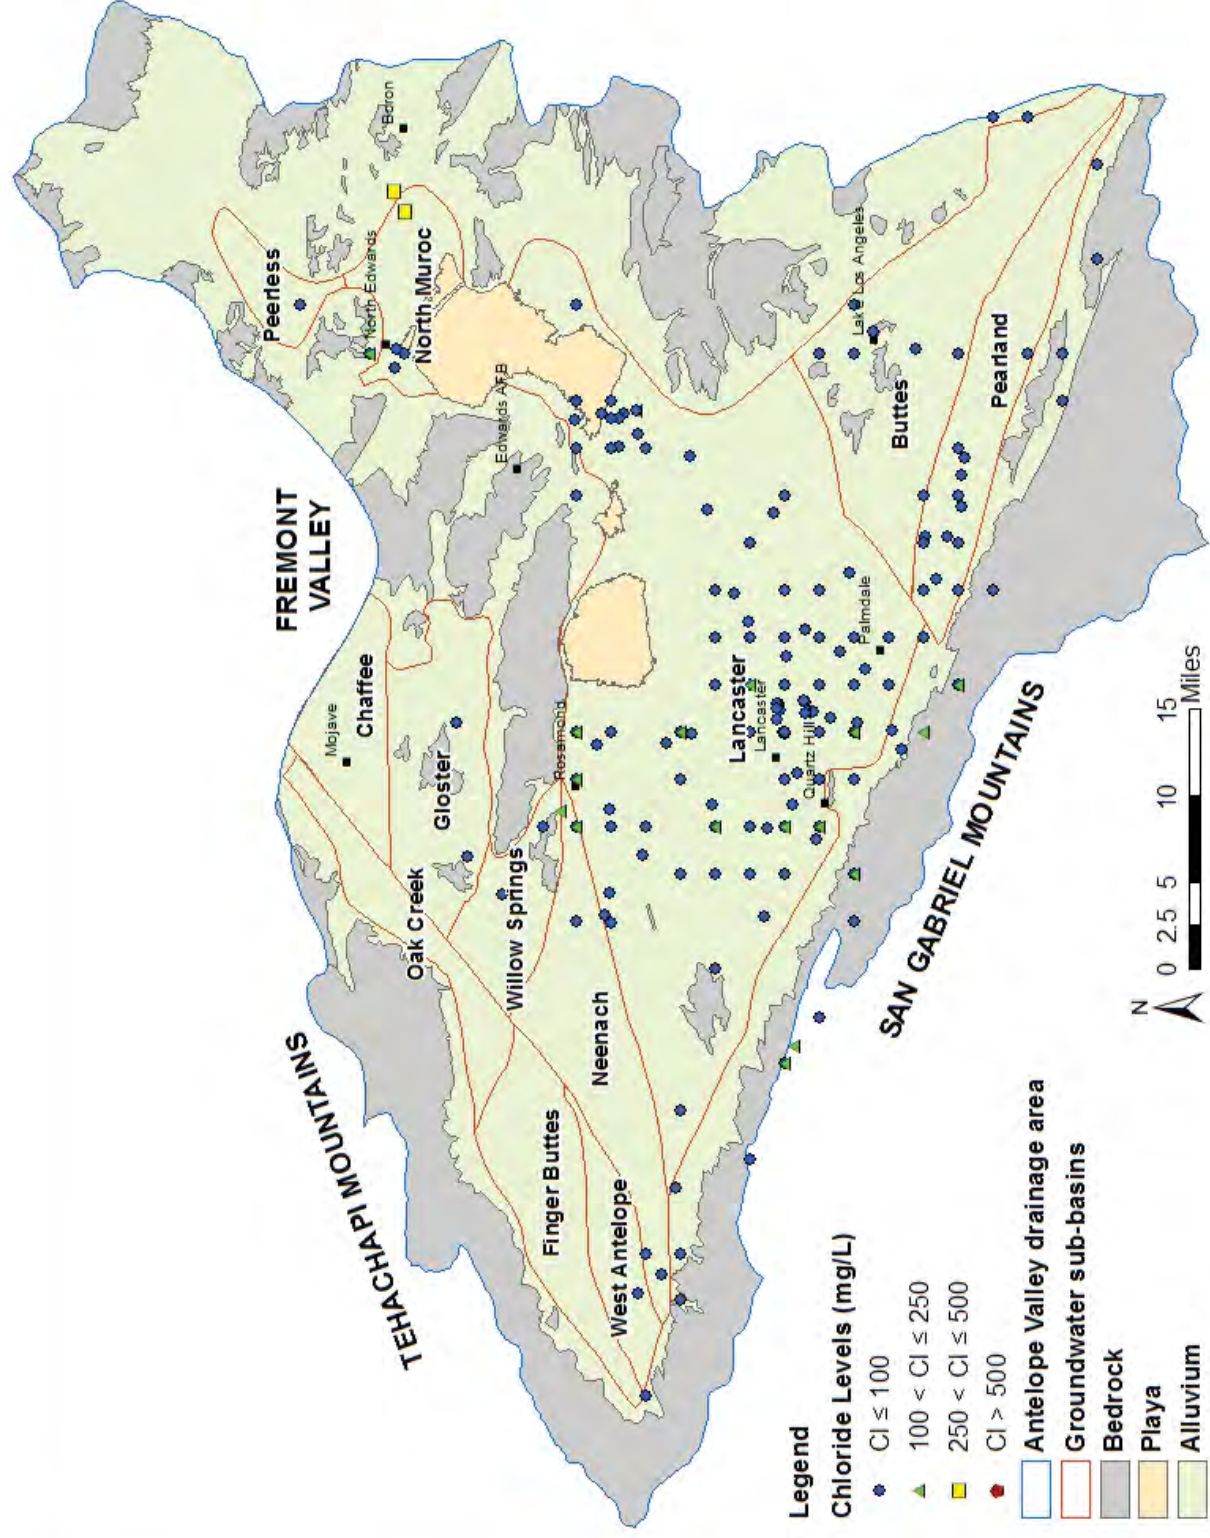 FREMONT
VALLEY
TEHACHAPI MOUNTAINS
SAN GABRIEL MOUNTAINS
Peerless
Boron
North Edwards
North Muroc
Edwards AFB
Mojave
Chaffee
Gloster
Oak Creek
Willow Springs
Rosamond
Finger Buttes
West Antelope
Neenach
Lancaster
Lancaster
Quartz Hill
Palmdale
Lake Los Angeles
Buttes
Pearland
Legend
Chloride Levels (mg/L)
Cl ≤ 100
100 < Cl ≤ 250
250 < Cl ≤ 500
Cl > 500
Antelope Valley drainage area
Groundwater sub-basins
Bedrock
Playa
Alluvium
N
0 2.5 5 10 15
Miles